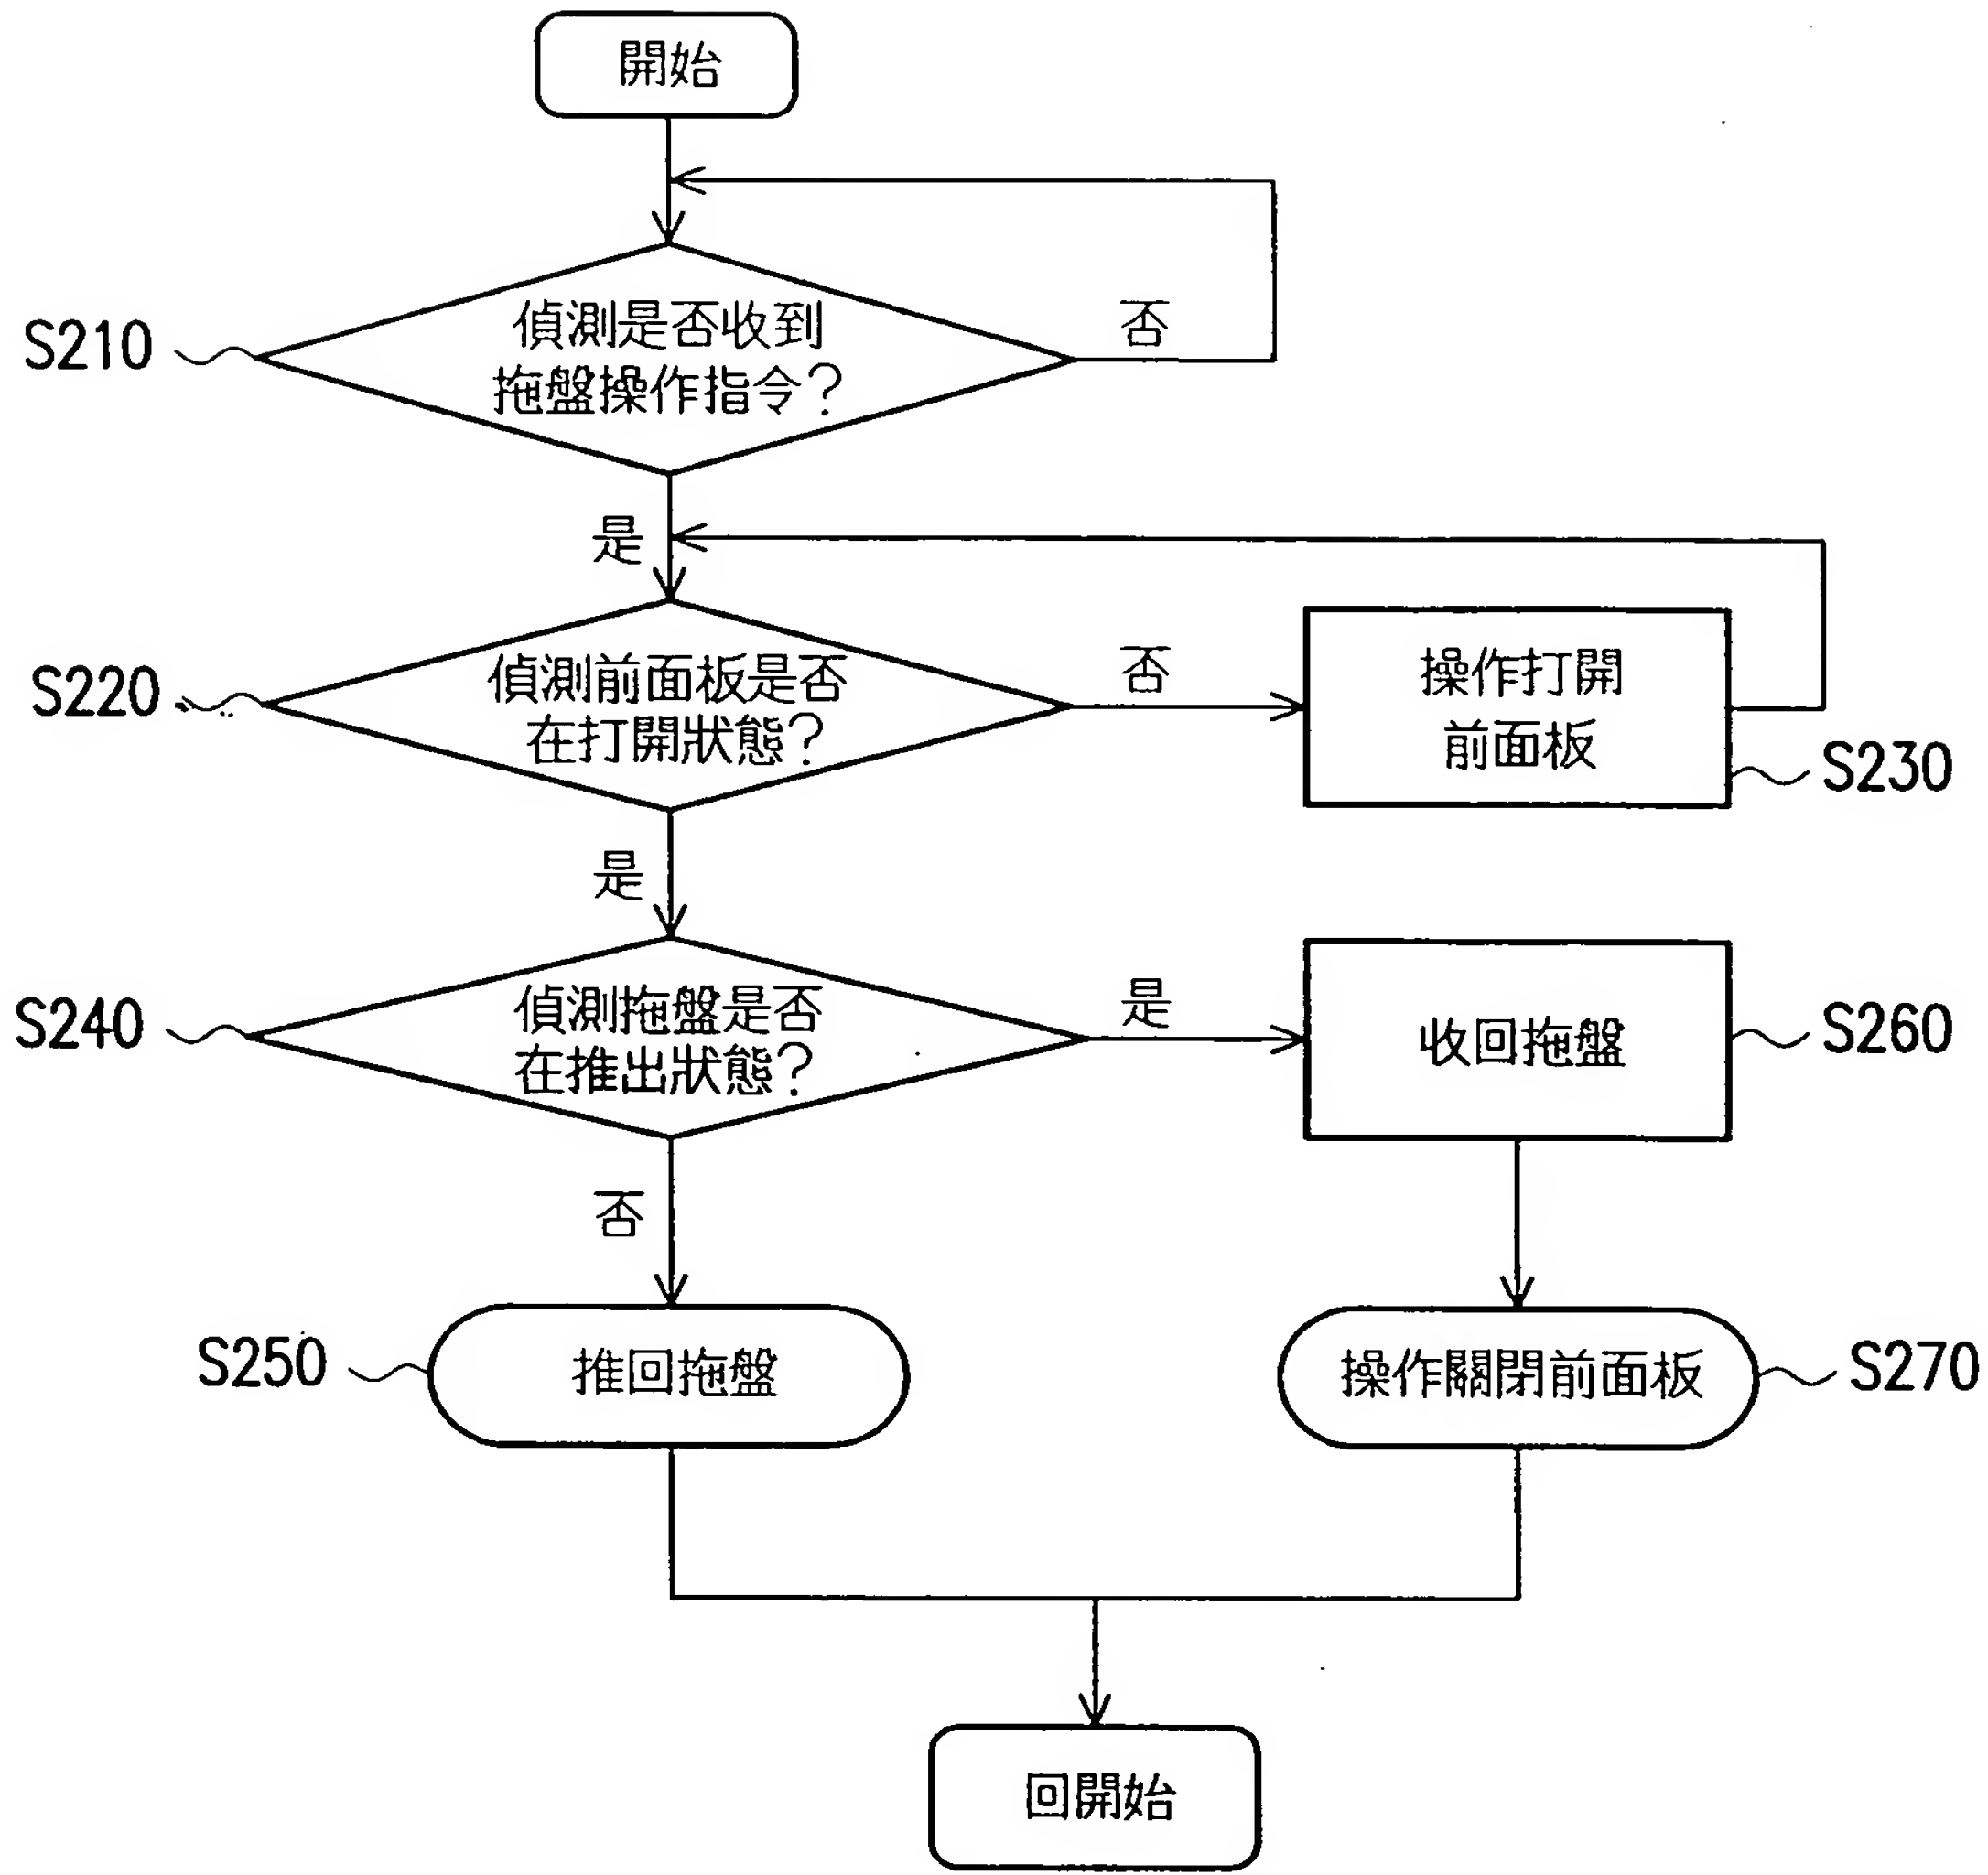 開始
S210
偵測是否收到
拖盤操作指令?
否
是
S220
偵測前面板是否
在打開狀態?
否
操作打開
前面板
S230
是
S240
偵測拖盤是否
在推出狀態?
是
收回拖盤
S260
否
S250
推回拖盤
操作關閉前面板
S270
回開始